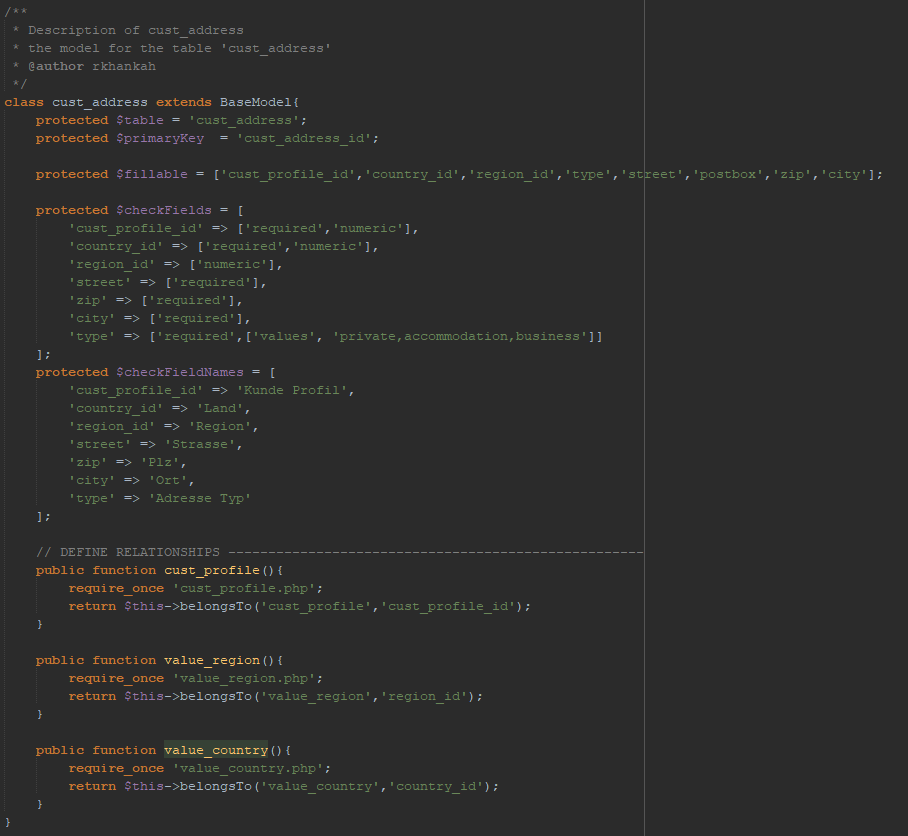 /**
 * Description of cust_address
 * the model for the table 'cust_address'
 * @author rkhankah
 */
class cust_address extends BaseModel{
    protected $table = 'cust_address';
    protected $primaryKey  = 'cust_address_id';

    protected $fillable = ['cust_profile_id','country_id','region_id','type','street','postbox','zip','city'];

    protected $checkFields = [
        'cust_profile_id' => ['required','numeric'],
        'country_id' => ['required','numeric'],
        'region_id' => ['numeric'],
        'street' => ['required'],
        'zip' => ['required'],
        'city' => ['required'],
        'type' => ['required',['values', 'private,accommodation,business']]
    ];
    protected $checkFieldNames = [
        'cust_profile_id' => 'Kunde Profil',
        'country_id' => 'Land',
        'region_id' => 'Region',
        'street' => 'Strasse',
        'zip' => 'Plz',
        'city' => 'Ort',
        'type' => 'Adresse Typ'
    ];

    // DEFINE RELATIONSHIPS ----------------------------------------------------
    public function cust_profile(){
        require_once 'cust_profile.php';
        return $this->belongsTo('cust_profile','cust_profile_id');
    }

    public function value_region(){
        require_once 'value_region.php';
        return $this->belongsTo('value_region','region_id');
    }

    public function value_country(){
        require_once 'value_country.php';
        return $this->belongsTo('value_country','country_id');
    }
}